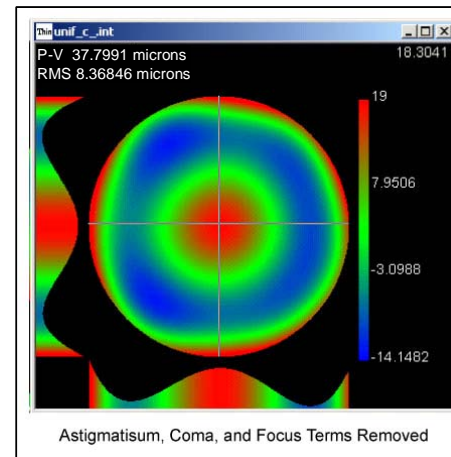 Thin unif_c_.int
P-V 37.7991 microns
18.3041
RMS 8.36846 microns
19
7.9506
-3.0988
-14.1482
Astigmatisum, Coma, and Focus Terms Removed